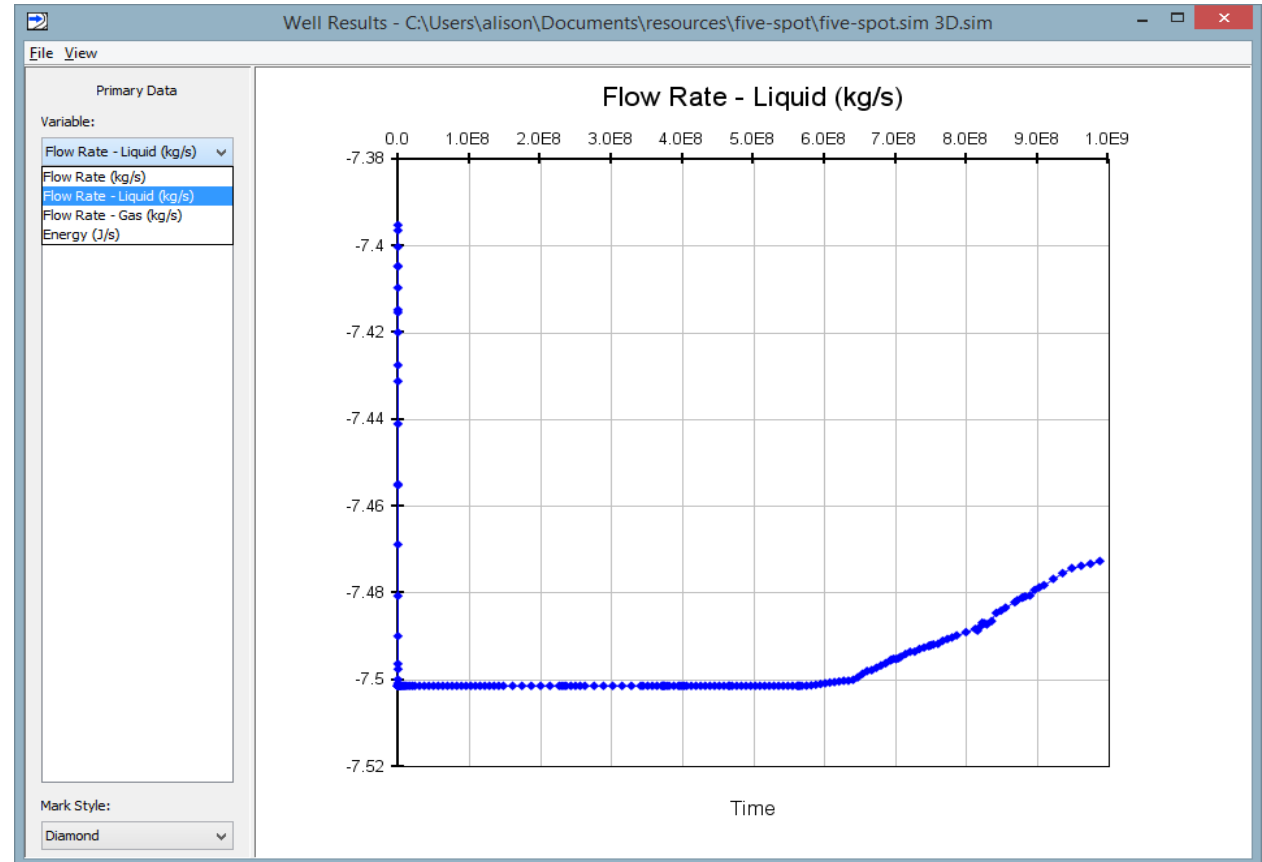 Well Results - C:\Users\alison\Documents\resources\five-spot\five-spot.sim 3D.sim
File View
Primary Data
Variable:
Flow Rate - Liquid (kg/s)
Flow Rate (kg/s)
Flow Rate - Liquid (kg/s)
Flow Rate - Gas (kg/s)
Energy (J/s)
Mark Style:
Diamond
Flow Rate - Liquid (kg/s)
0.0 1.0E8 2.0E8 3.0E8 4.0E8 5.0E8 6.0E8 7.0E8 8.0E8 9.0E8 1.0E9
-7.38
-7.4
-7.42
-7.44
-7.46
-7.48
-7.5
-7.52
Time